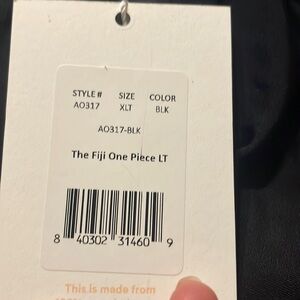 STYLE# SIZE COLOR
AO317 XLT BLK
AO317-BLK
The Fiji One Piece LT
8 40302 31460 9
This is made from